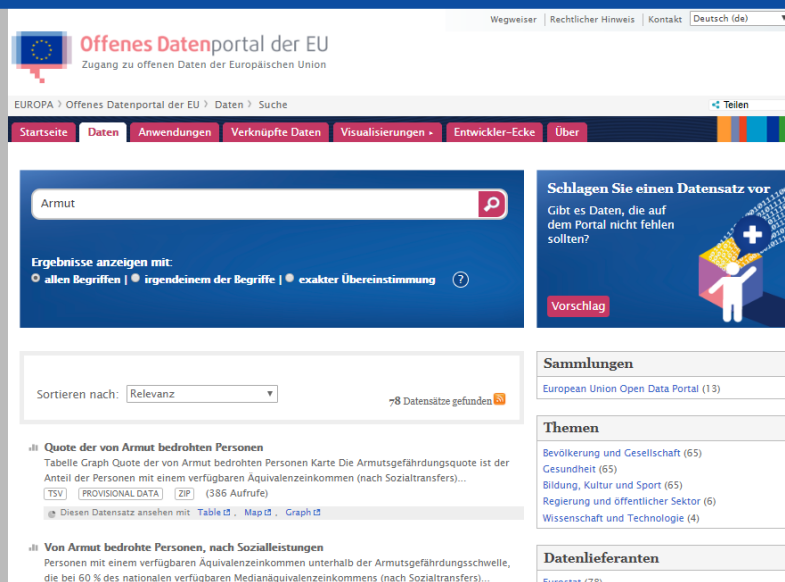 Wegweiser | Rechtlicher Hinweis | Kontakt Deutsch (de)
Offenes Datenportal der EU
Zugang zu offenen Daten der Europäischen Union
EUROPA > Offenes Datenportal der EU > Daten > Suche
Teilen
Startseite Daten Anwendungen Verknüpfte Daten Visualisierungen Entwickler-Ecke Über
Armut
Ergebnisse anzeigen mit:
allen Begriffen | irgendeinem der Begriffe | exakter Übereinstimmung ?
Schlagen Sie einen Datensatz vor
Gibt es Daten, die auf
dem Portal nicht fehlen
sollten?
Vorschlag
Sortieren nach: Relevanz
78 Datensätze gefunden
Quote der von Armut bedrohten Personen
Tabelle Graph Quote der von Armut bedrohten Personen Karte Die Armutsgefährdungsquote ist der
Anteil der Personen mit einem verfügbaren Äquivalenzeinkommen (nach Sozialtransfers)...
TSV PROVISIONAL DATA ZIP (386 Aufrufe)
Diesen Datensatz ansehen mit Table , Map , Graph
Von Armut bedrohte Personen, nach Sozialleistungen
Personen mit einem verfügbaren Äquivalenzeinkommen unterhalb der Armutsgefährdungsschwelle,
die bei 60 % des nationalen verfügbaren Medianäquivalenzeinkommens (nach Sozialtransfers)...
Sammlungen
European Union Open Data Portal (13)
Themen
Bevölkerung und Gesellschaft (65)
Gesundheit (65)
Bildung, Kultur und Sport (65)
Regierung und öffentlicher Sektor (6)
Wissenschaft und Technologie (4)
Datenlieferanten
Eurostat (78)